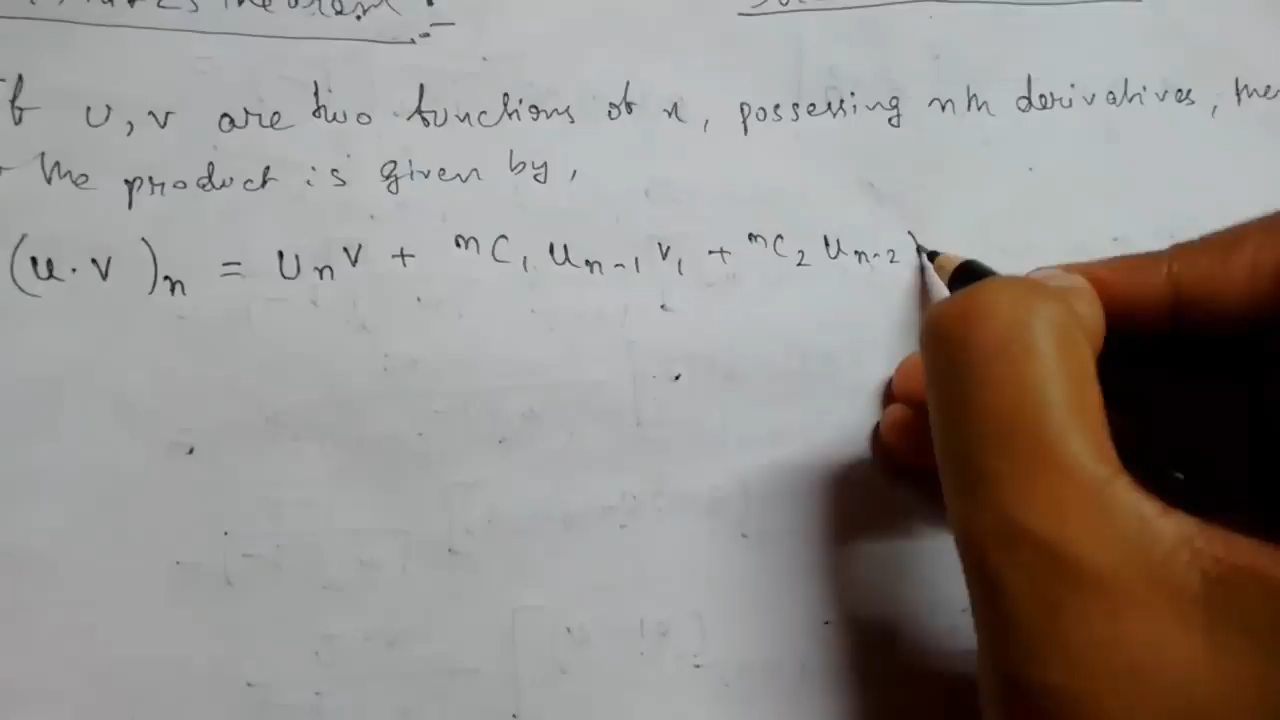 Theorem :-
If u, v are two functions of x, possessing nth derivatives, the
the product is given by,
(u.v)n = UnV + nC1 Un-1 V1 + nC2 Un-2